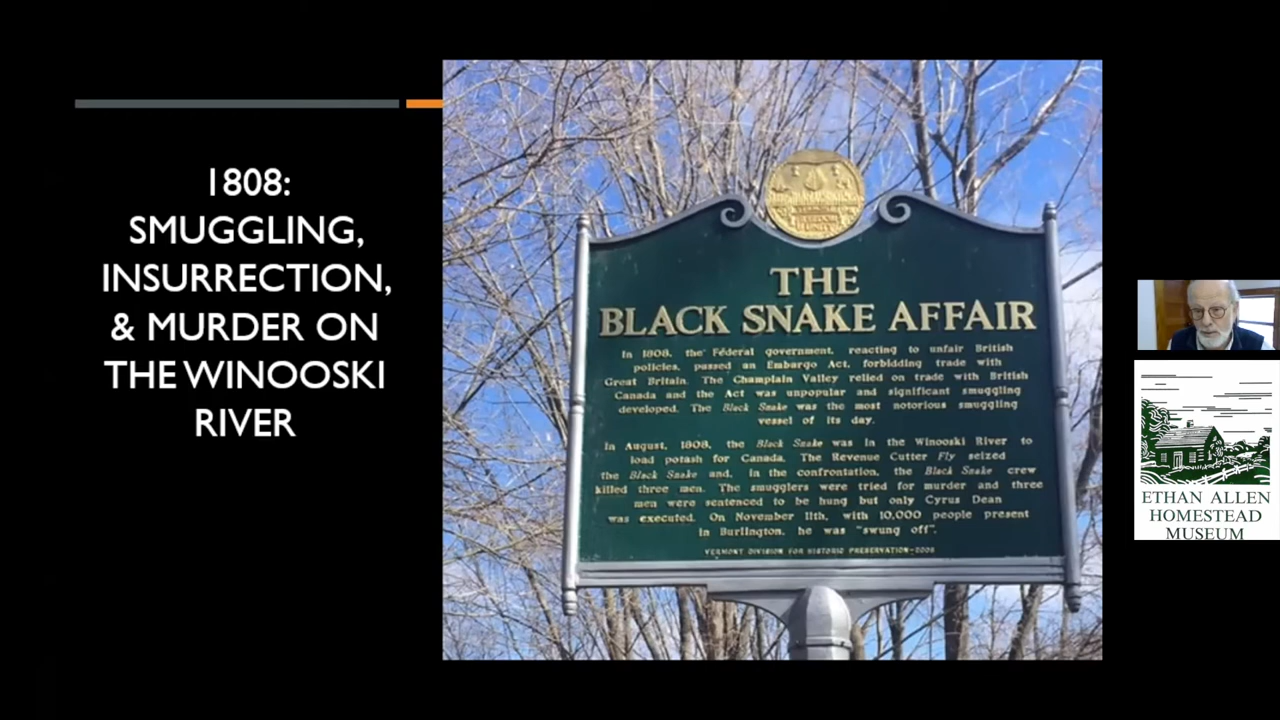 1808:
SMUGGLING,
INSURRECTION,
& MURDER ON
THE WINOOSKI
RIVER
THE
BLACK SNAKE AFFAIR
In 1808, the Federal government, reacting to unfair British
policies, passed an Embargo Act, forbidding trade with
Great Britain. The Champlain Valley relied on trade with British
Canada and the Act was unpopular and significant smuggling
developed. The Black Snake was the most notorious smuggling
vessel of its day.
In August, 1808, the Black Snake was in the Winooski River to
load potash for Canada. The Revenue Cutter Fly seized
the Black Snake and, in the confrontation, the Black Snake crew
killed three men. The smugglers were tried for murder and three
men were sentenced to be hung but only Cyrus Dean
was executed. On November 11th, with 10,000 people present
in Burlington, he was "swung off".
VERMONT DIVISION FOR HISTORIC PRESERVATION-
ETHAN ALLEN
HOMESTEAD
MUSEUM